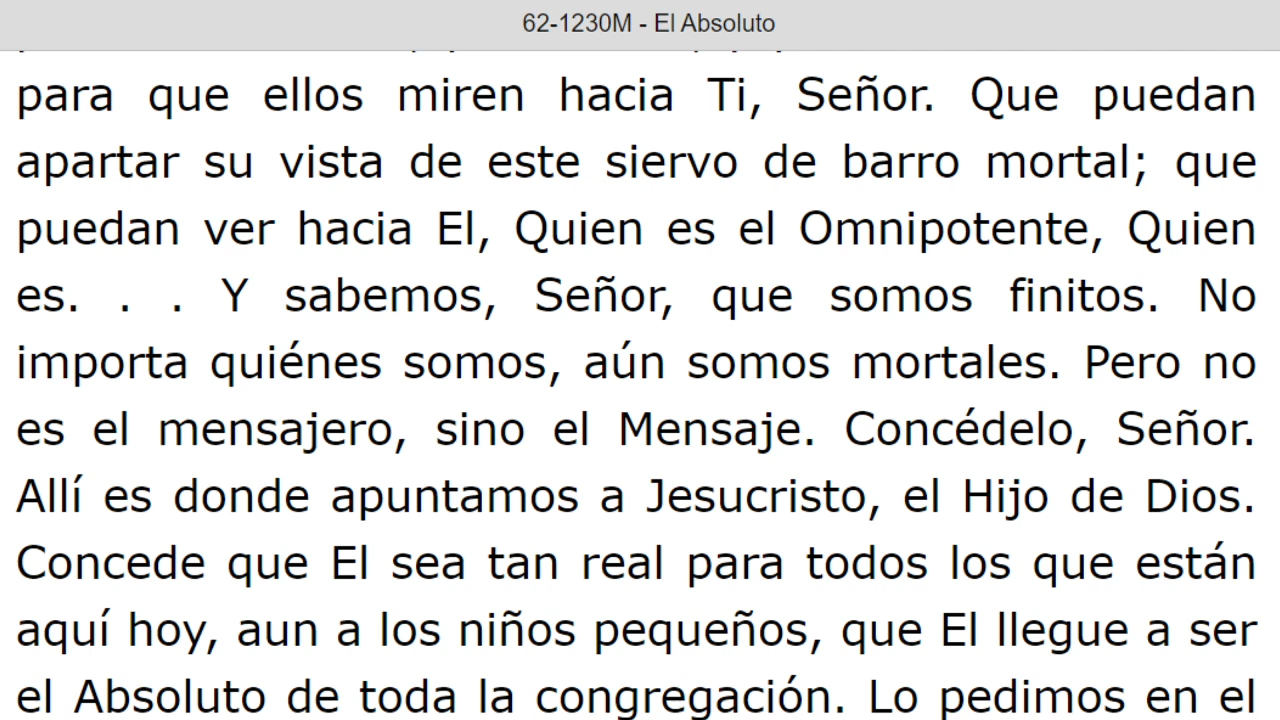 62-1230M - El Absoluto
para que ellos miren hacia Ti, Señor. Que puedan
apartar su vista de este siervo de barro mortal; que
puedan ver hacia El, Quien es el Omnipotente, Quien
es. . . Y sabemos, Señor, que somos finitos. No
importa quiénes somos, aún somos mortales. Pero no
es el mensajero, sino el Mensaje. Concédelo, Señor.
Allí es donde apuntamos a Jesucristo, el Hijo de Dios.
Concede que El sea tan real para todos los que están
aquí hoy, aun a los niños pequeños, que El llegue a ser
el Absoluto de toda la congregación. Lo pedimos en el